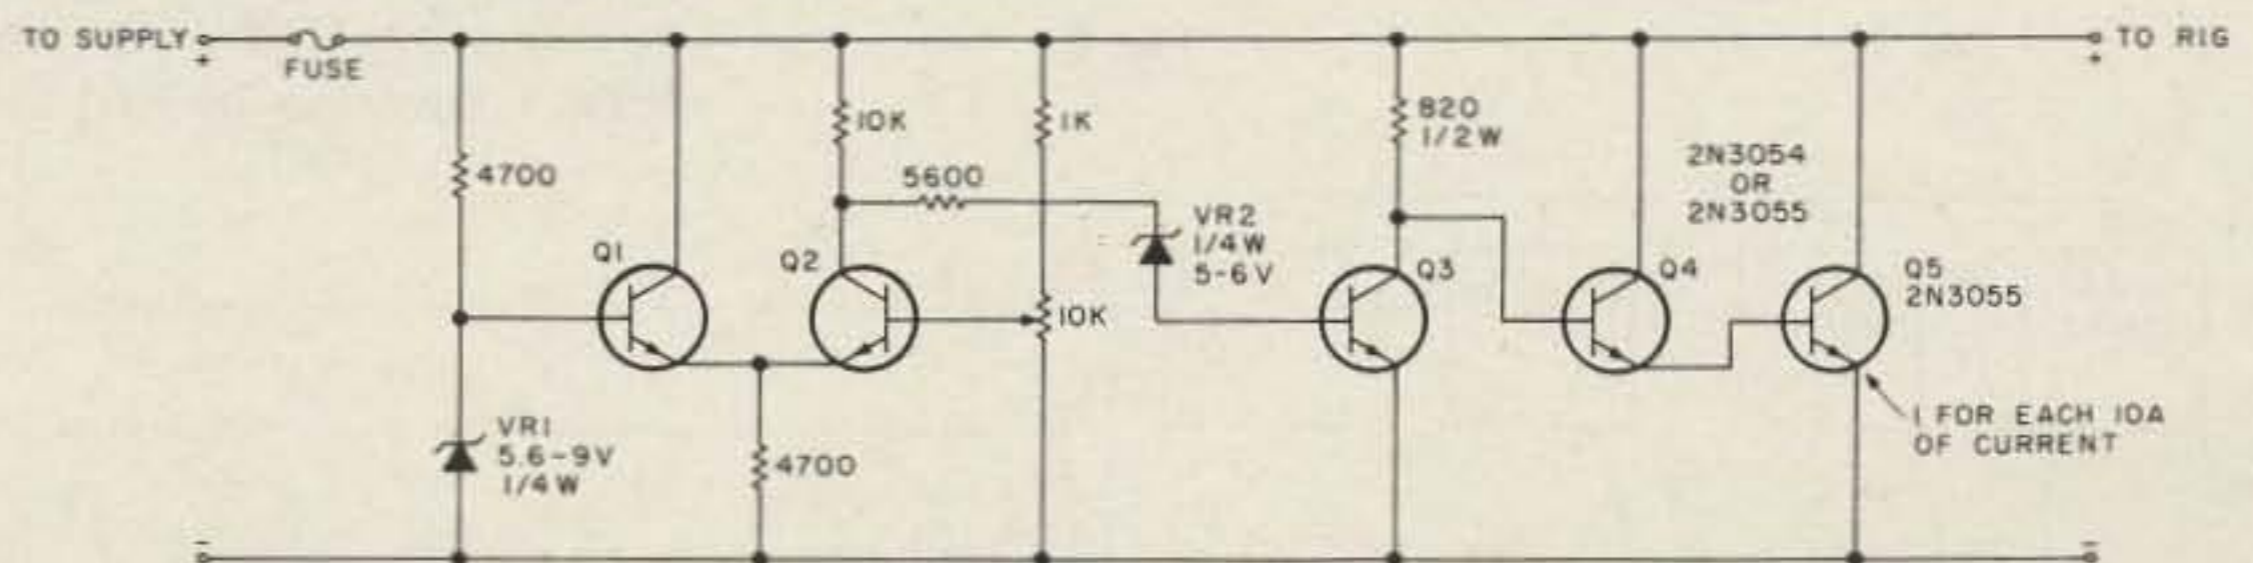 TO SUPPLY
+
FUSE
TO RIG
+
4700
10K
1K
5600
820
1/2W
2N3054
OR
2N3055
Q1
Q2
VR2
1/4W
5-6V
10K
Q3
Q4
Q5
2N3055
VR1
5.6-9V
1/4W
4700
1 FOR EACH 10A
OF CURRENT
-
-